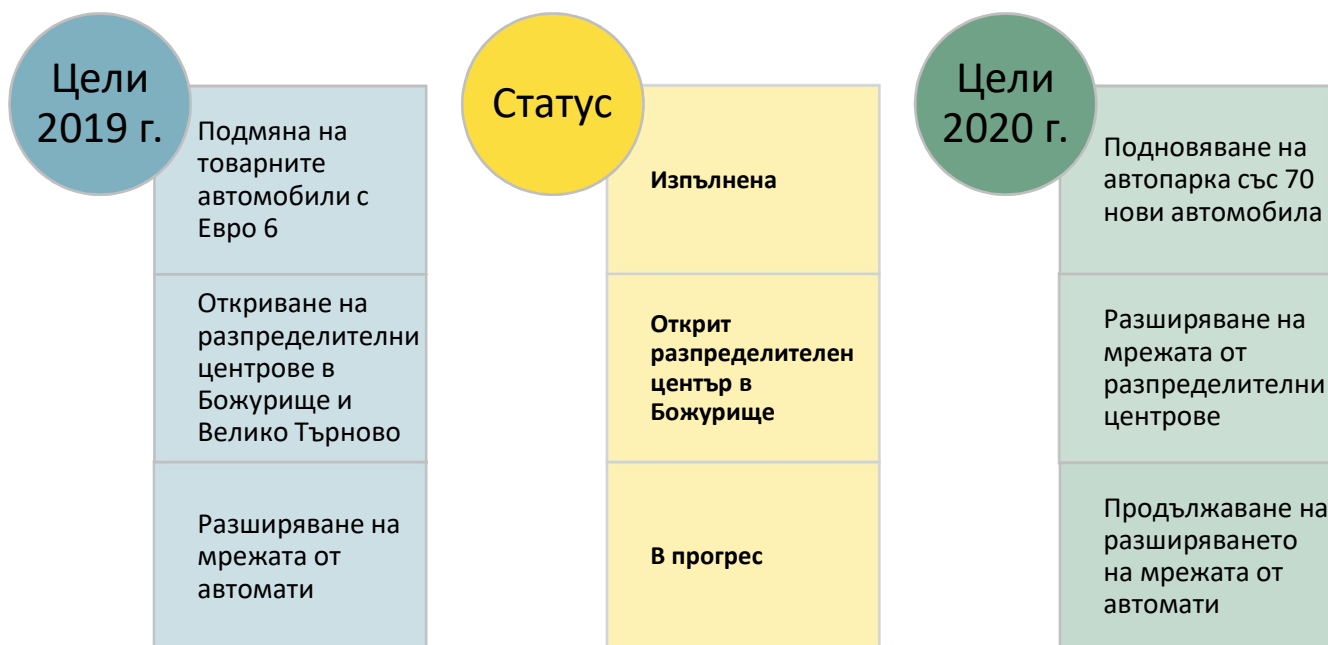 Цели
2019 г.
Подмяна на
товарните
автомобили с
Евро 6
Откриване на
разпределителни
центрове в
Божурище и
Велико Търново
Разширяване на
мрежата от
автомати
Статус
Изпълнена
Открит
разпределителен
център в
Божурище
В прогрес
Цели
2020 г.
Подновяване на
автопарка със 70
нови автомобила
Разширяване на
мрежата от
разпределителни
центрове
Продължаване на
разширяването
на мрежата от
автомати